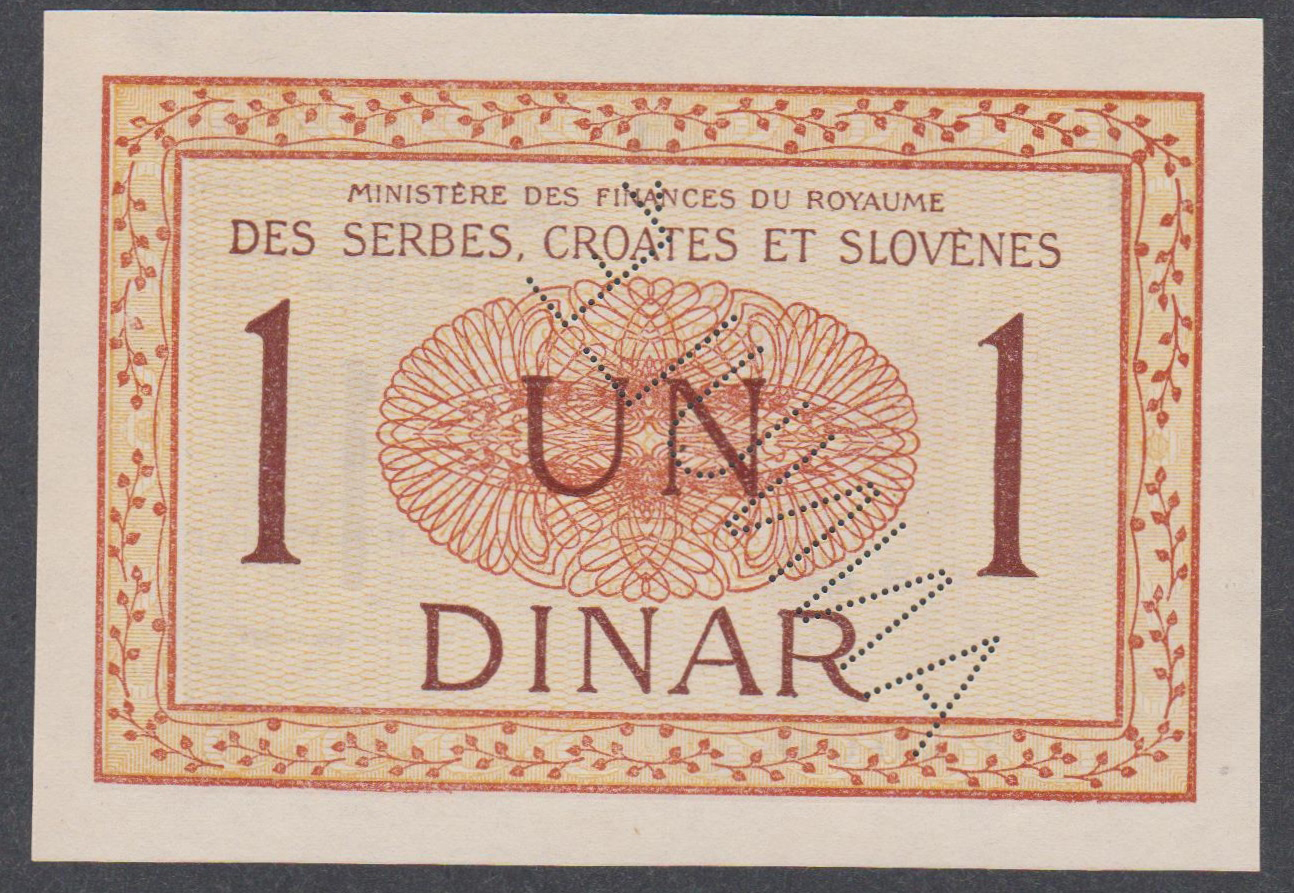 MINISTÈRE DES FINANCES DU ROYAUME
DES SERBES, CROATES ET SLOVÈNES
1 UN 1
DINAR